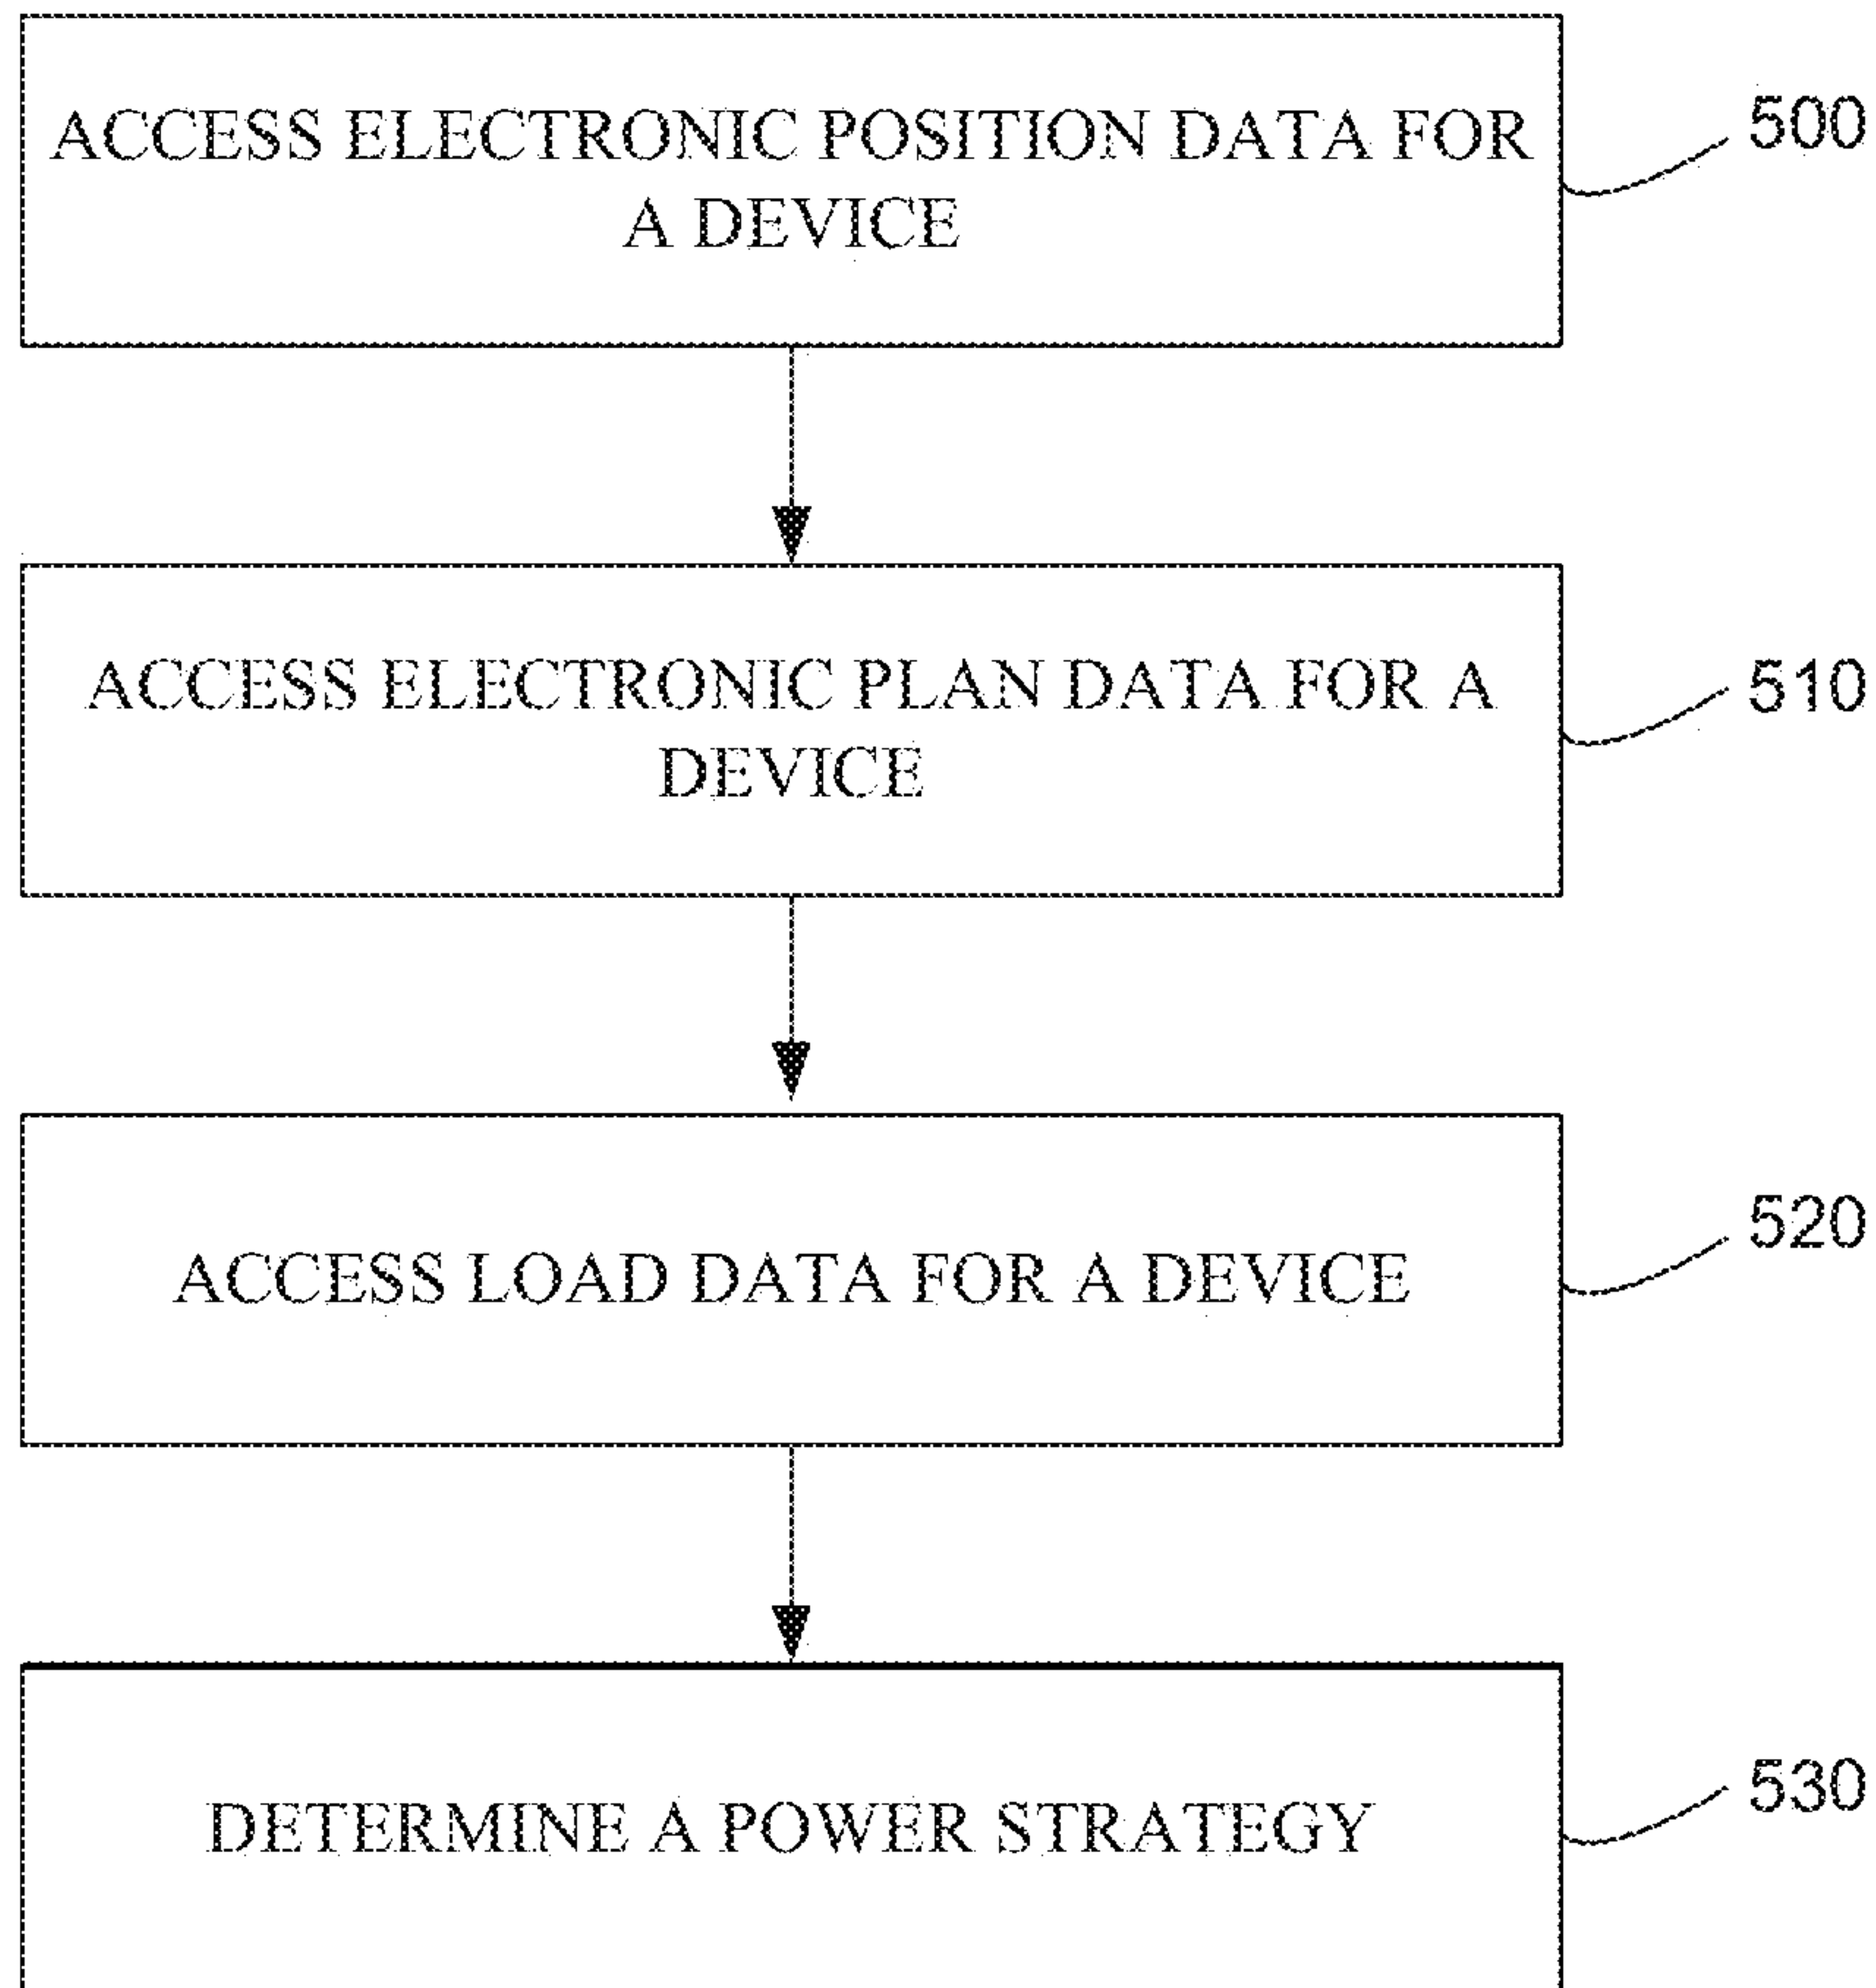 ACCESS ELECTRONIC POSITION DATA FOR
A DEVICE
500
ACCESS ELECTRONIC PLAN DATA FOR A
DEVICE
510
ACCESS LOAD DATA FOR A DEVICE
520
DETERMINE A POWER STRATEGY
530